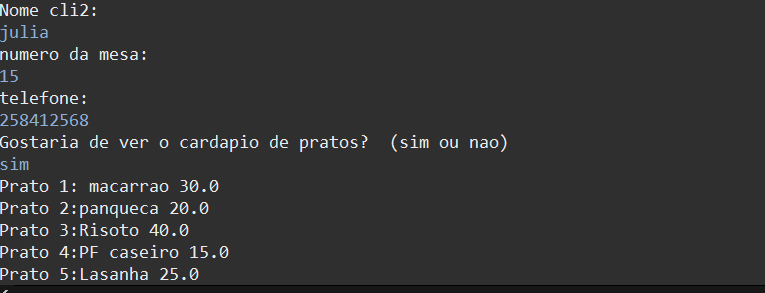 Nome cli2:
julia
numero da mesa:
15
telefone:
258412568
Gostaria de ver o cardapio de pratos?  (sim ou nao)
sim
Prato 1: macarrao 30.0
Prato 2:panqueca 20.0
Prato 3:Risoto 40.0
Prato 4:PF caseiro 15.0
Prato 5:Lasanha 25.0